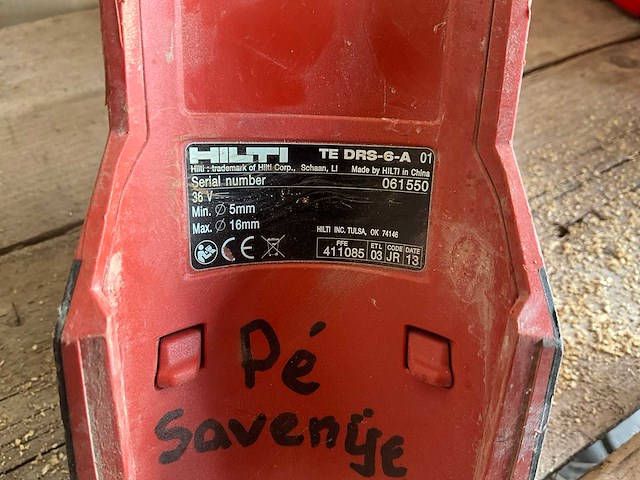 HILTI TE DRS-6-A 01
Hilti : trademark of Hilti Corp., Schaan, LI Made by HILTI in China
Serial number 061550
36 V
Min. Ø 5mm
Max. Ø 16mm
HILTI INC. TULSA, OK 74146
FFE ETL CODE DATE
411085 03 JR 13
CE
Pé
Savenije